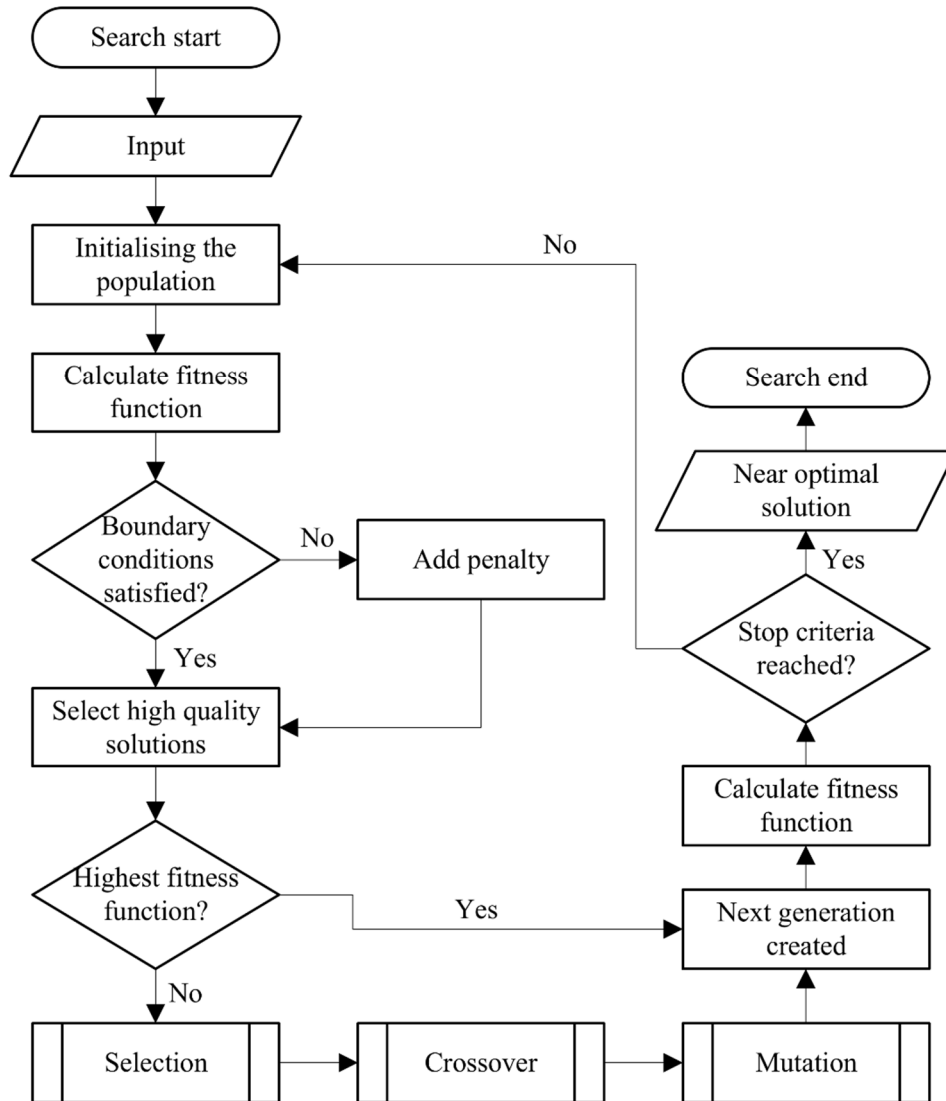 Search start
Input
Initialising the
population
No
Calculate fitness
function
Search end
Near optimal
solution
Boundary
conditions
satisfied?
No
Add penalty
Yes
Stop criteria
reached?
Yes
Select high quality
solutions
Calculate fitness
function
Highest fitness
function?
Yes
Next generation
created
No
Selection
Crossover
Mutation